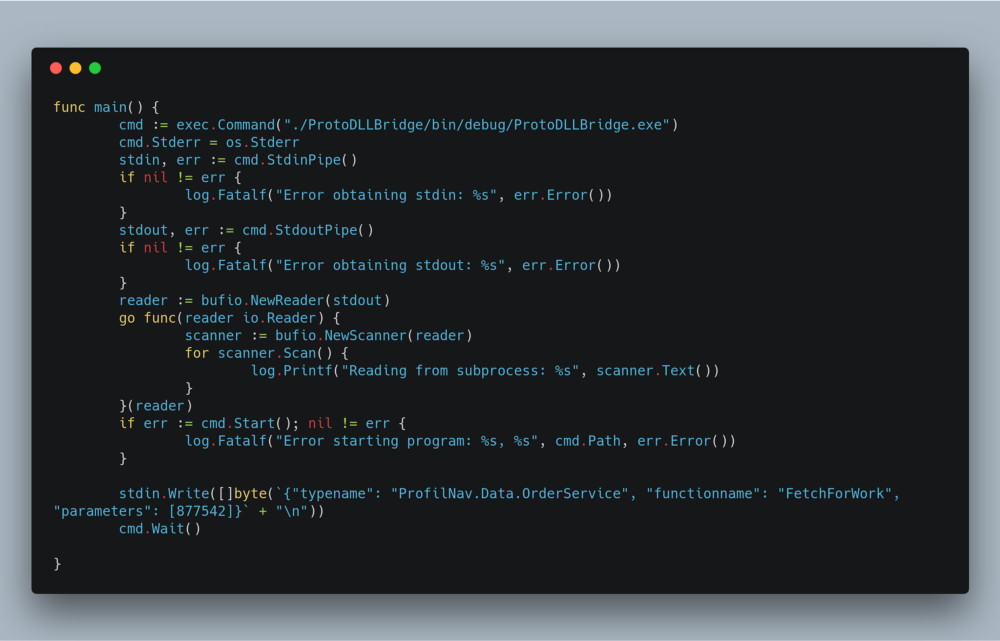 func main() {
        cmd := exec.Command("./ProtoDLLBridge/bin/debug/ProtoDLLBridge.exe")
        cmd.Stderr = os.Stderr
        stdin, err := cmd.StdinPipe()
        if nil != err {
                log.Fatalf("Error obtaining stdin: %s", err.Error())
        }
        stdout, err := cmd.StdoutPipe()
        if nil != err {
                log.Fatalf("Error obtaining stdout: %s", err.Error())
        }
        reader := bufio.NewReader(stdout)
        go func(reader io.Reader) {
                scanner := bufio.NewScanner(reader)
                for scanner.Scan() {
                        log.Printf("Reading from subprocess: %s", scanner.Text())
                }
        }(reader)
        if err := cmd.Start(); nil != err {
                log.Fatalf("Error starting program: %s, %s", cmd.Path, err.Error())
        }

        stdin.Write([]byte(`{"typename": "ProfilNav.Data.OrderService", "functionname": "FetchForWork",
"parameters": [877542]}` + "\n"))
        cmd.Wait()

}